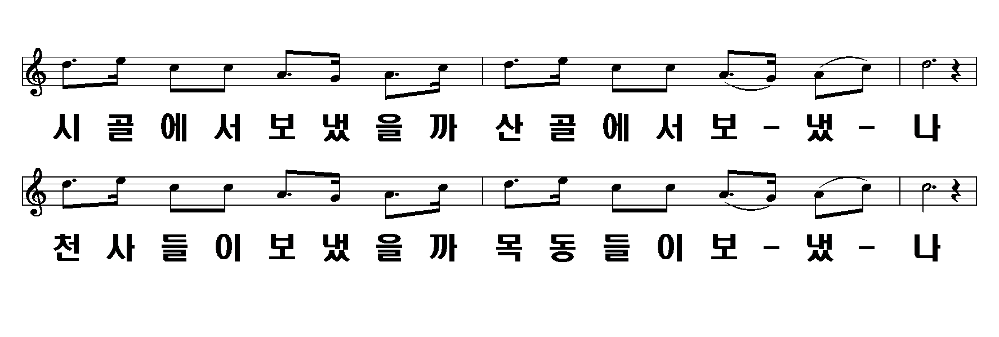 시 골 에 서 보 냈 을 까 산 골 에 서 보 - 냈 - 나
천 사 들 이 보 냈 을 까 목 동 들 이 보 - 냈 - 나